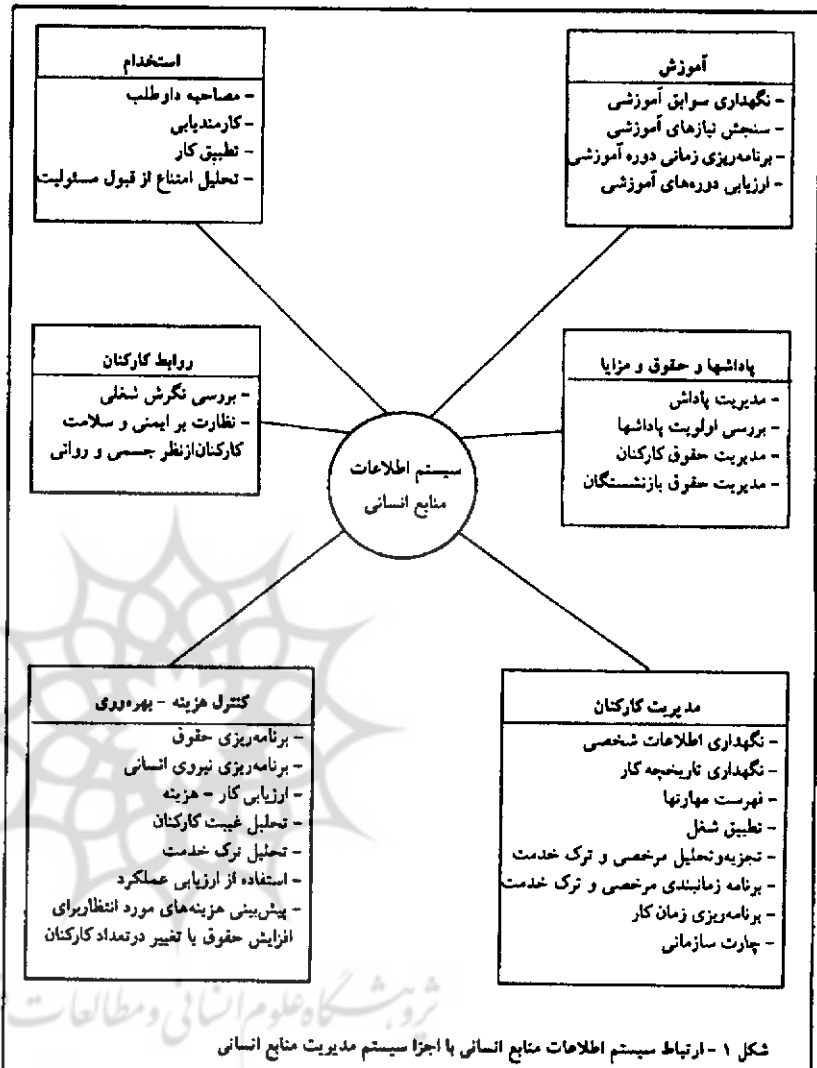 آموزش
- نگهداری سوابق آموزشی
- سنجش نیازهای آموزشی
- برنامه‌ریزی زمانی دوره آموزشی
- ارزیابی دوره‌های آموزشی
استخدام
- مصاحبه داوطلب
- کارمندیابی
- تطبیق کار
- تحلیل امتناع از قبول مسئولیت
پاداشها و حقوق و مزایا
- مدیریت پاداش
- بررسی اولویت پاداشها
- مدیریت حقوق کارکنان
- مدیریت حقوق بازنشستگان
روابط کارکنان
- بررسی نگرش شغلی
- نظارت بر ایمنی و سلامت
کارکنان‌ازنظر جسمی و روانی
سیستم اطلاعات
منابع انسانی
مدیریت کارکنان
- نگهداری اطلاعات شخصی
- نگهداری تاریخچه کار
- فهرست مهارتها
- تطبیق شغل
- تجزیه‌وتحلیل مرخصی و ترک خدمت
- برنامه زمانبندی مرخصی و ترک خدمت
- برنامه‌ریزی زمان کار
- چارت سازمانی
کنترل هزینه - بهره‌وری
- برنامه‌ریزی حقوق
- برنامه‌ریزی نیروی انسانی
- ارزیابی کار - هزینه
- تحلیل غیبت کارکنان
- تحلیل ترک خدمت
- استفاده از ارزیابی عملکرد
- پیش‌بینی هزینه‌های مورد انتظاربرای
افزایش حقوق با تغییر درتعداد کارکنان
پژوهشگاه علوم انسانی و مطالعات
شکل ۱ - ارتباط سیستم اطلاعات منابع انسانی با اجزا سیستم مدیریت منابع انسانی